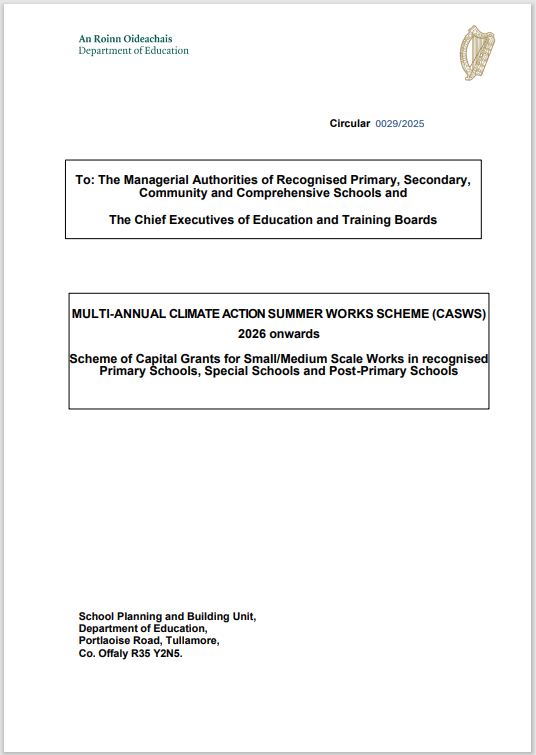 An Roinn Oideachais
Department of Education
Circular 0029/2025
To: The Managerial Authorities of Recognised Primary, Secondary,
Community and Comprehensive Schools and
The Chief Executives of Education and Training Boards
MULTI-ANNUAL CLIMATE ACTION SUMMER WORKS SCHEME (CASWS)
2026 onwards
Scheme of Capital Grants for Small/Medium Scale Works in recognised
Primary Schools, Special Schools and Post-Primary Schools
School Planning and Building Unit,
Department of Education,
Portlaoise Road, Tullamore,
Co. Offaly R35 Y2N5.